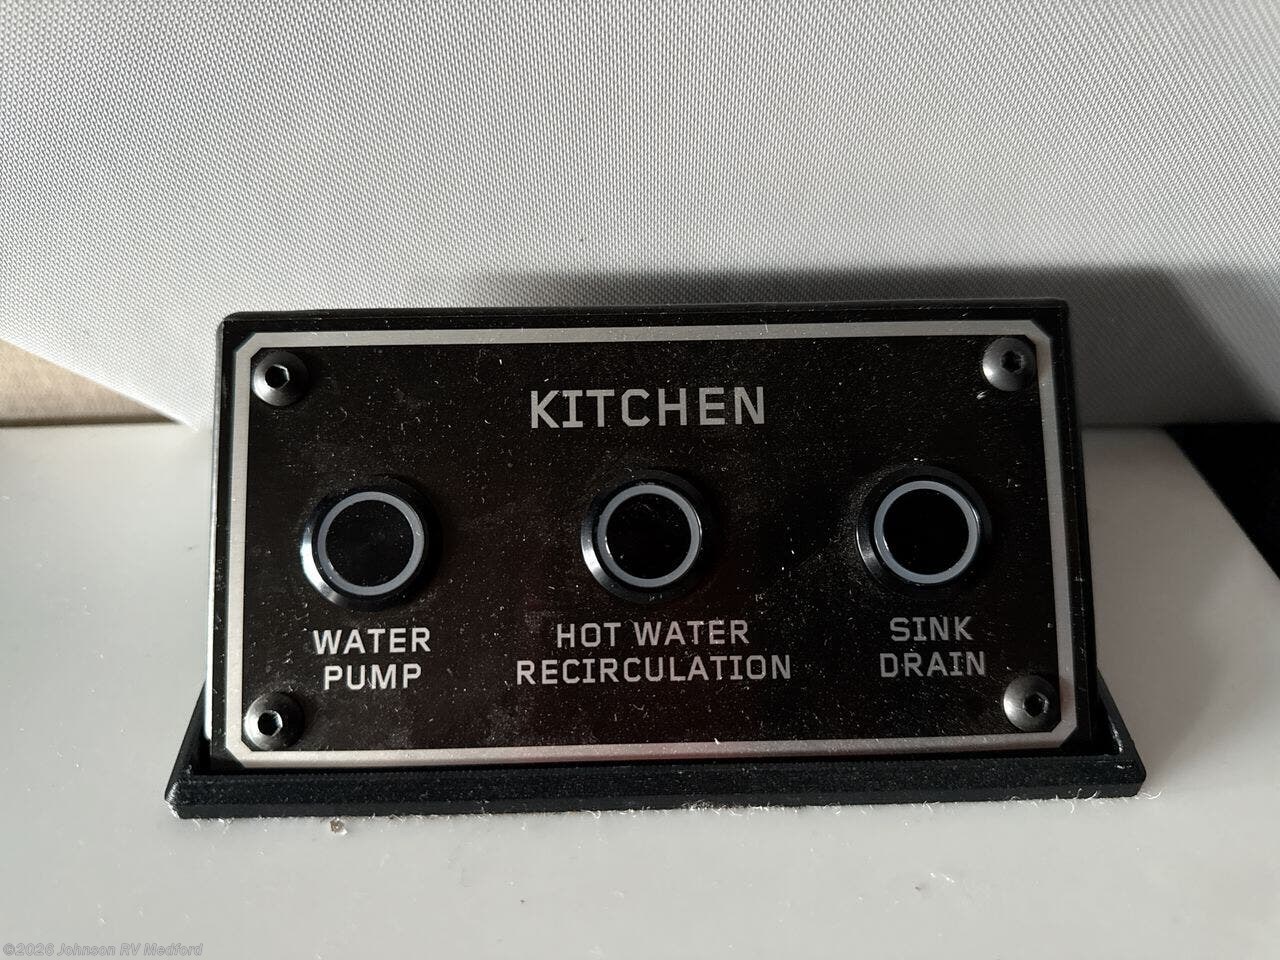 KITCHEN
WATER
PUMP
HOT WATER
RECIRCULATION
SINK
DRAIN
©2026 Johnson RV Medford